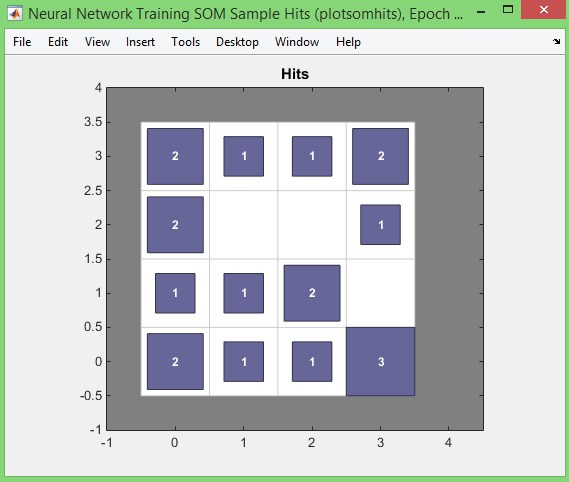 Neural Network Training SOM Sample Hits (plotsomhits), Epoch ...
File Edit View Insert Tools Desktop Window Help
Hits
4
3.5
3
2.5
2
1.5
1
0.5
0
-0.5
-1
2 1 1 2
2 1
1 1 2
2 1 1 3
-1 0 1 2 3 4